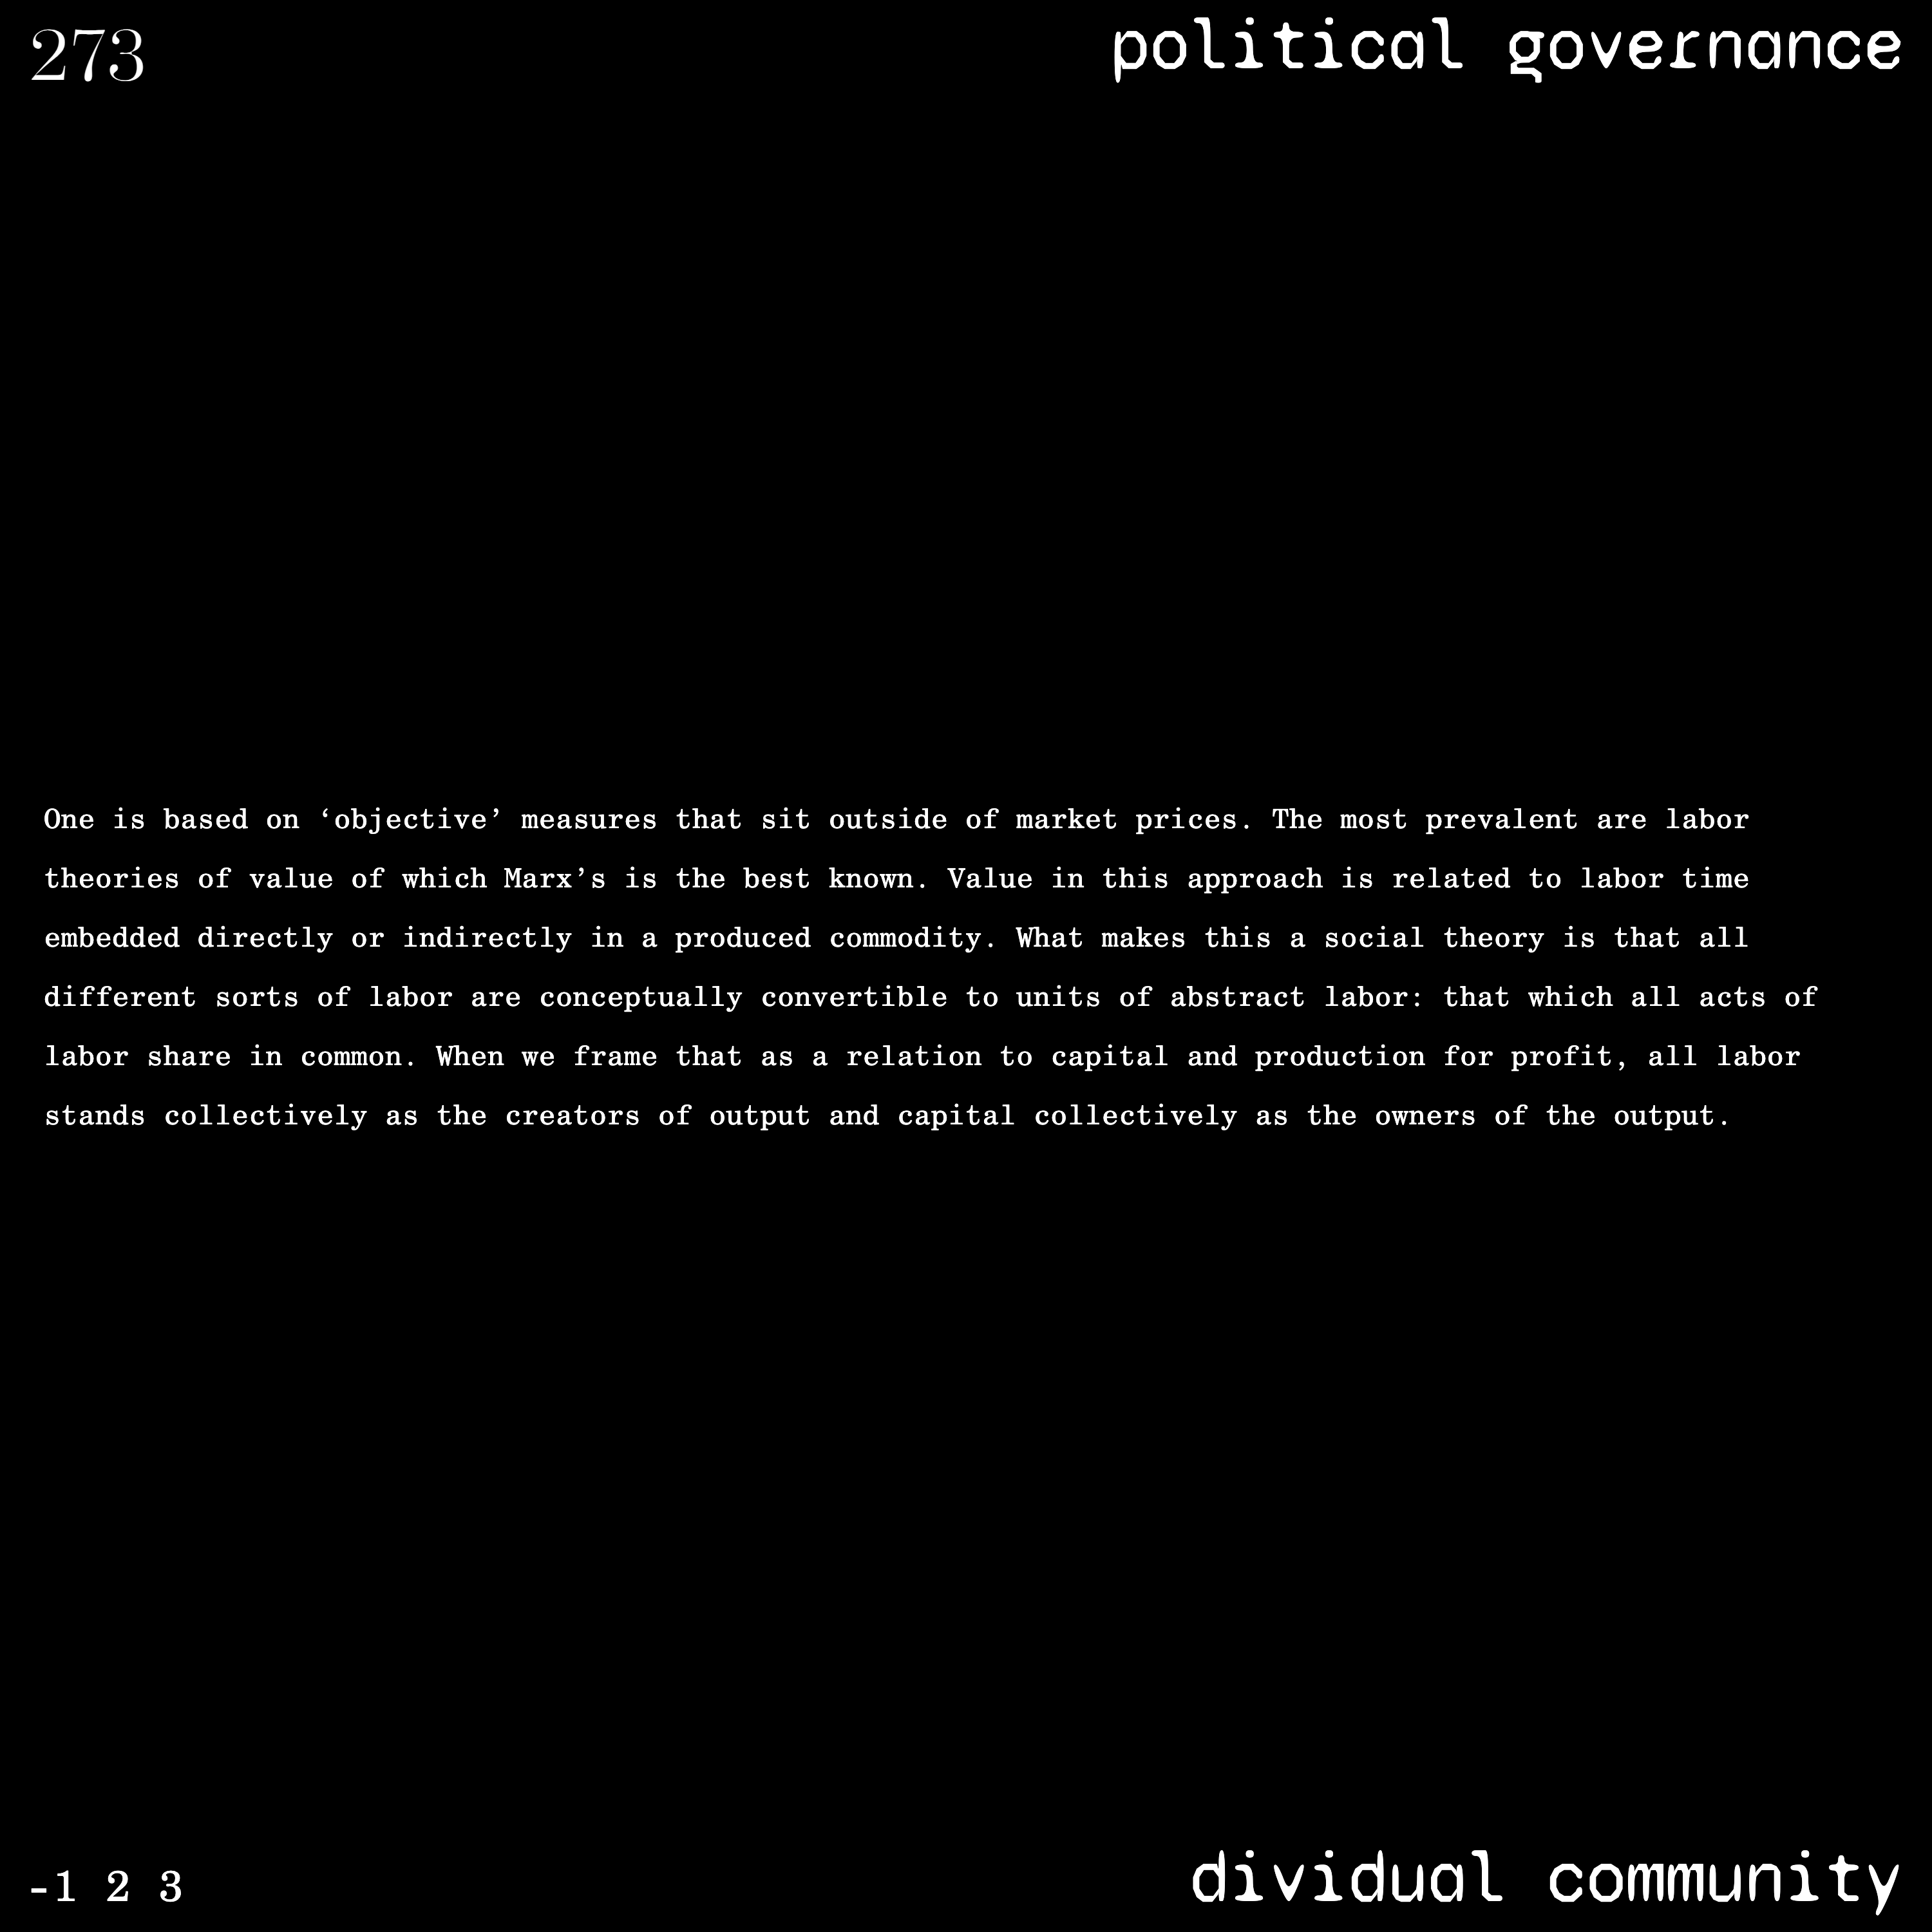 273
political governance
One is based on ‘objective’ measures that sit outside of market prices. The most prevalent are labor
theories of value of which Marx’s is the best known. Value in this approach is related to labor time
embedded directly or indirectly in a produced commodity. What makes this a social theory is that all
different sorts of labor are conceptually convertible to units of abstract labor: that which all acts of
labor share in common. When we frame that as a relation to capital and production for profit, all labor
stands collectively as the creators of output and capital collectively as the owners of the output.
-1 2 3
dividual community